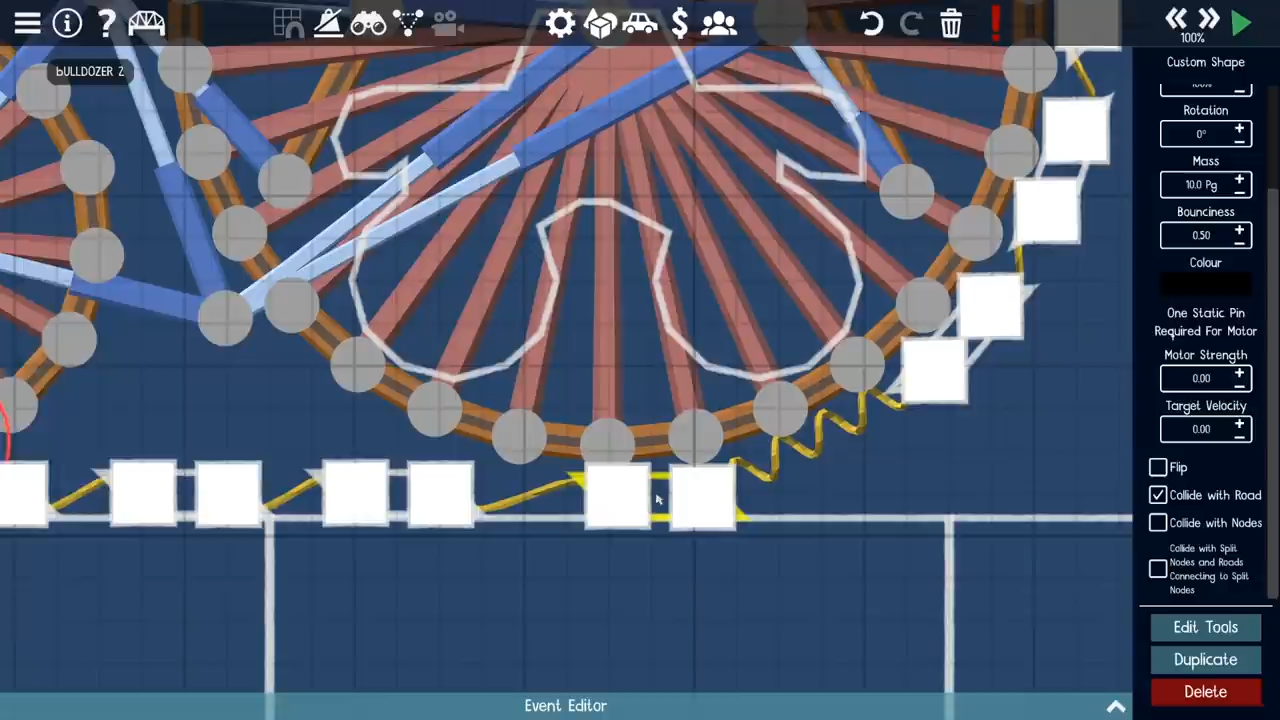 100%
BULLDOZER 2
Custom Shape
Rotation
0°
Mass
10.0 Pg
Bounciness
0.50
Colour
One Static Pin
Required For Motor
Motor Strength
0.00
Target Velocity
0.00
Flip
Collide with Road
Collide with Nodes
Collide with Split
Nodes and Roads
Connecting to Split
Nodes
Edit Tools
Duplicate
Delete
Event Editor